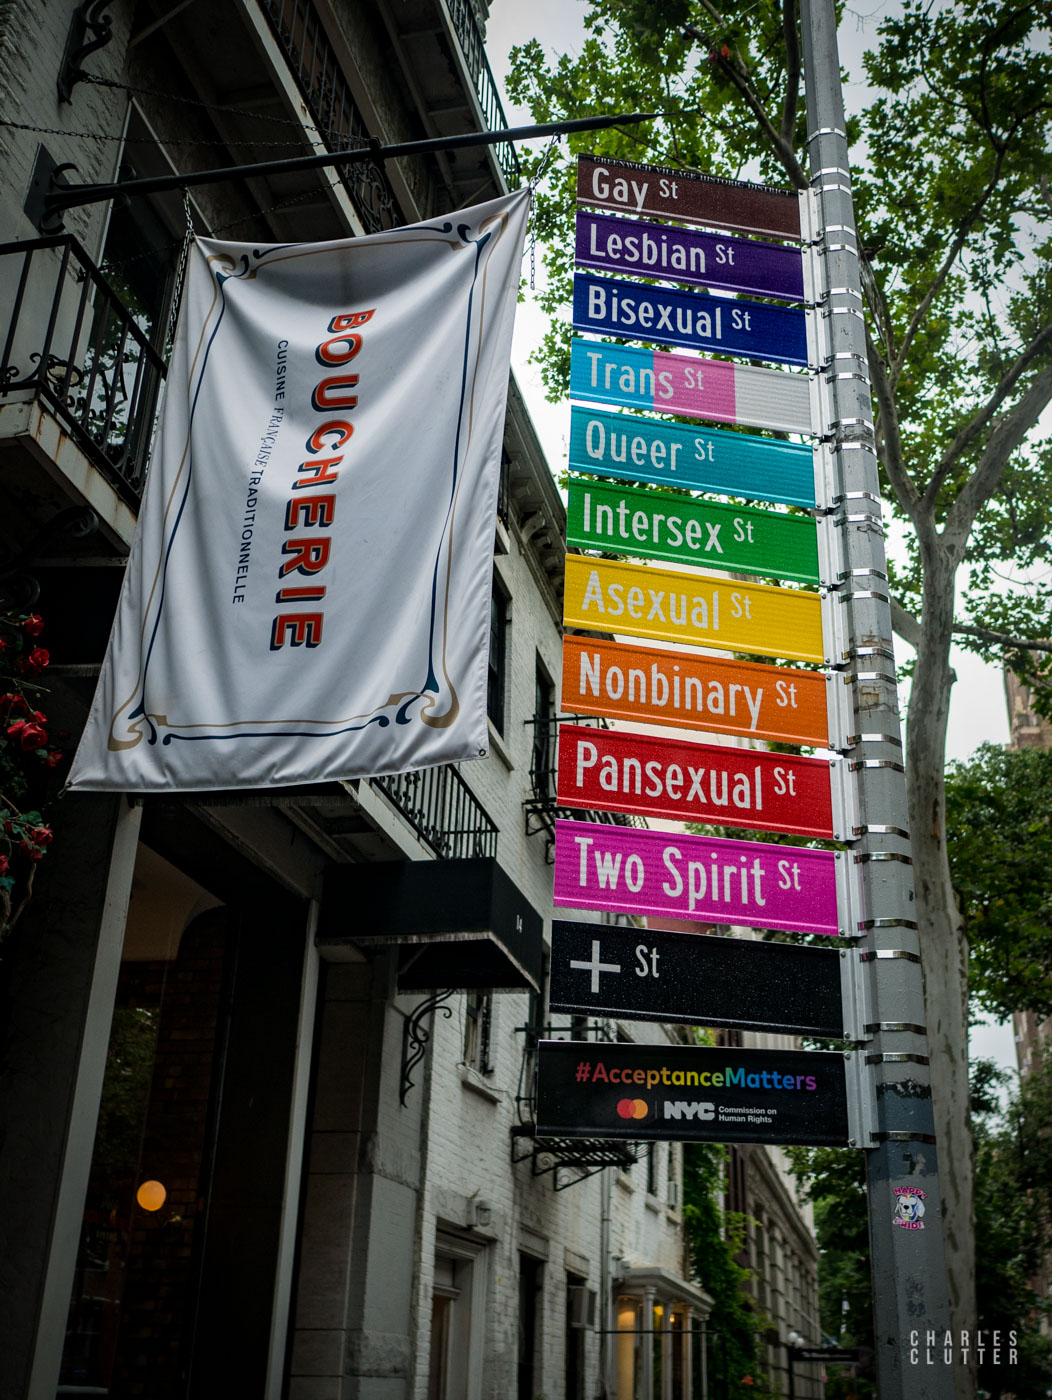 BOUCHERIE
CUISINE FRANÇAISE TRADITIONNELLE
GREENWICH VILLAGE HISTORIC DISTRICT
Gay St
Lesbian St
Bisexual St
Trans St
Queer St
Intersex St
Asexual St
Nonbinary St
Pansexual St
Two Spirit St
+ St
#AcceptanceMatters
NYC Commission on
Human Rights
14
CHARLES
CLUTTER